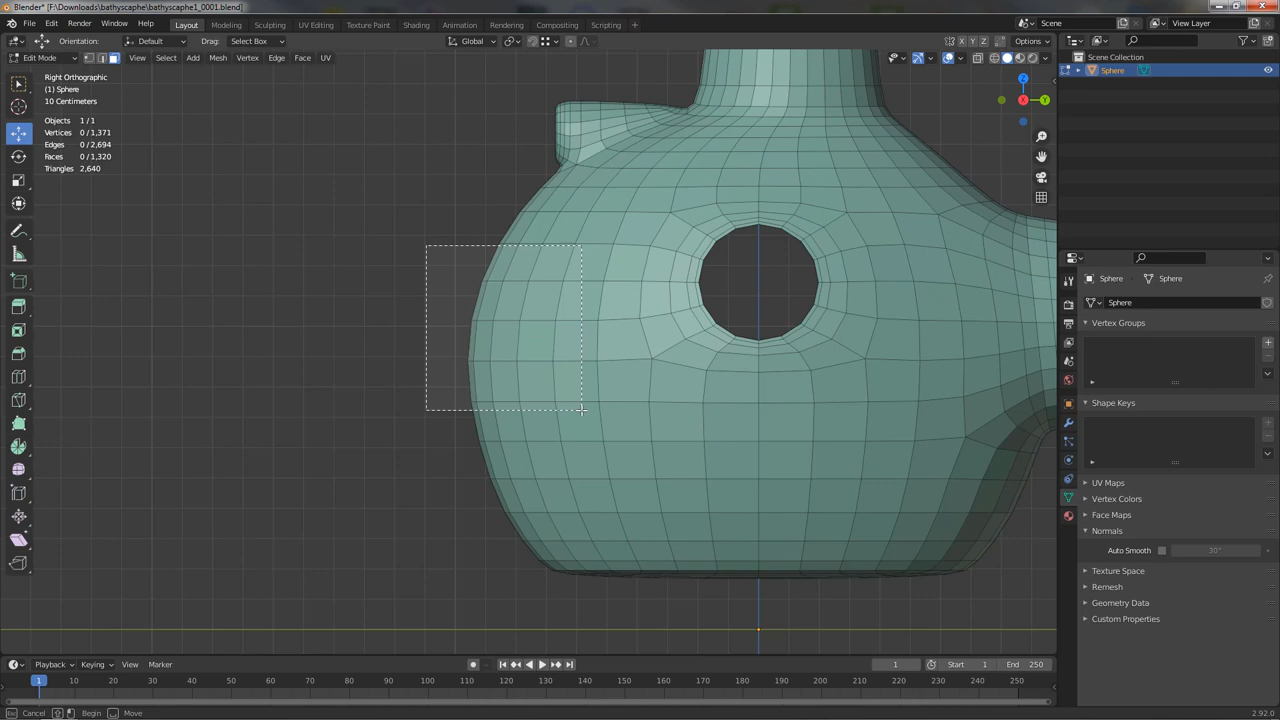 Blender* [F:\Downloads\bathyscaphe\bathyscaphe1_0001.blend]
File Edit Render Window Help Layout Modeling Sculpting UV Editing Texture Paint Shading Animation Rendering Compositing Scripting Scene View Layer
Orientation: Default Drag: Select Box Global X Y Z Options
Edit Mode View Select Add Mesh Vertex Edge Face UV
Scene Collection
Sphere
Right Orthographic
(1) Sphere
10 Centimeters
Objects 1/1
Vertices 0/1,371
Edges 0/2,694
Faces 0/1,320
Triangles 2,640
Z
X
Y
Sphere Sphere
Sphere
Vertex Groups
Shape Keys
UV Maps
Vertex Colors
Face Maps
Normals
Auto Smooth 30°
Texture Space
Remesh
Geometry Data
Custom Properties
Playback Keying View Marker 1 Start 1 End 250
1 10 20 30 40 50 60 70 80 90 100 110 120 130 140 150 160 170 180 190 200 210 220 230 240 250
Cancel Begin Move 2.92.0